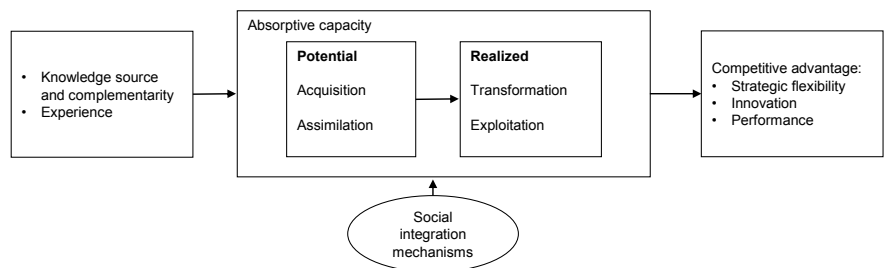 • Knowledge source
and complementarity
• Experience
Absorptive capacity
Potential
Acquisition
Assimilation
Realized
Transformation
Exploitation
Competitive advantage:
• Strategic flexibility
• Innovation
• Performance
Social
integration
mechanisms